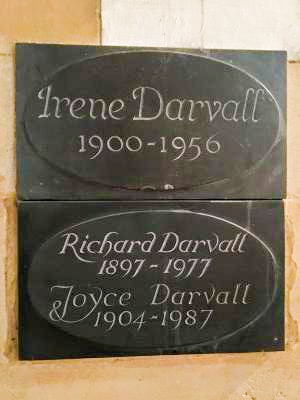 Irene Darvall
1900-1956
Richard Darvall
1897-1977
& Joyce Darvall
1904-1987